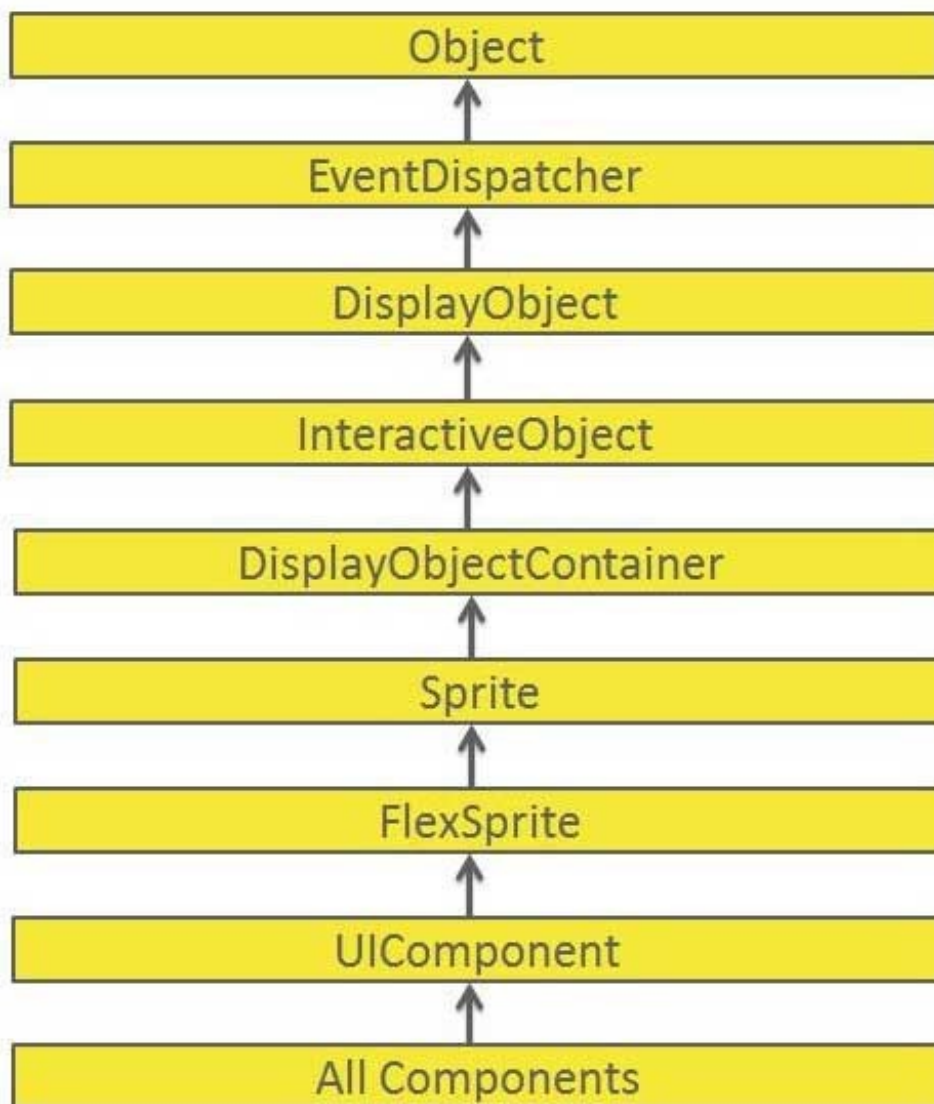 Object
EventDispatcher
DisplayObject
InteractiveObject
DisplayObjectContainer
Sprite
FlexSprite
UIComponent
All Components